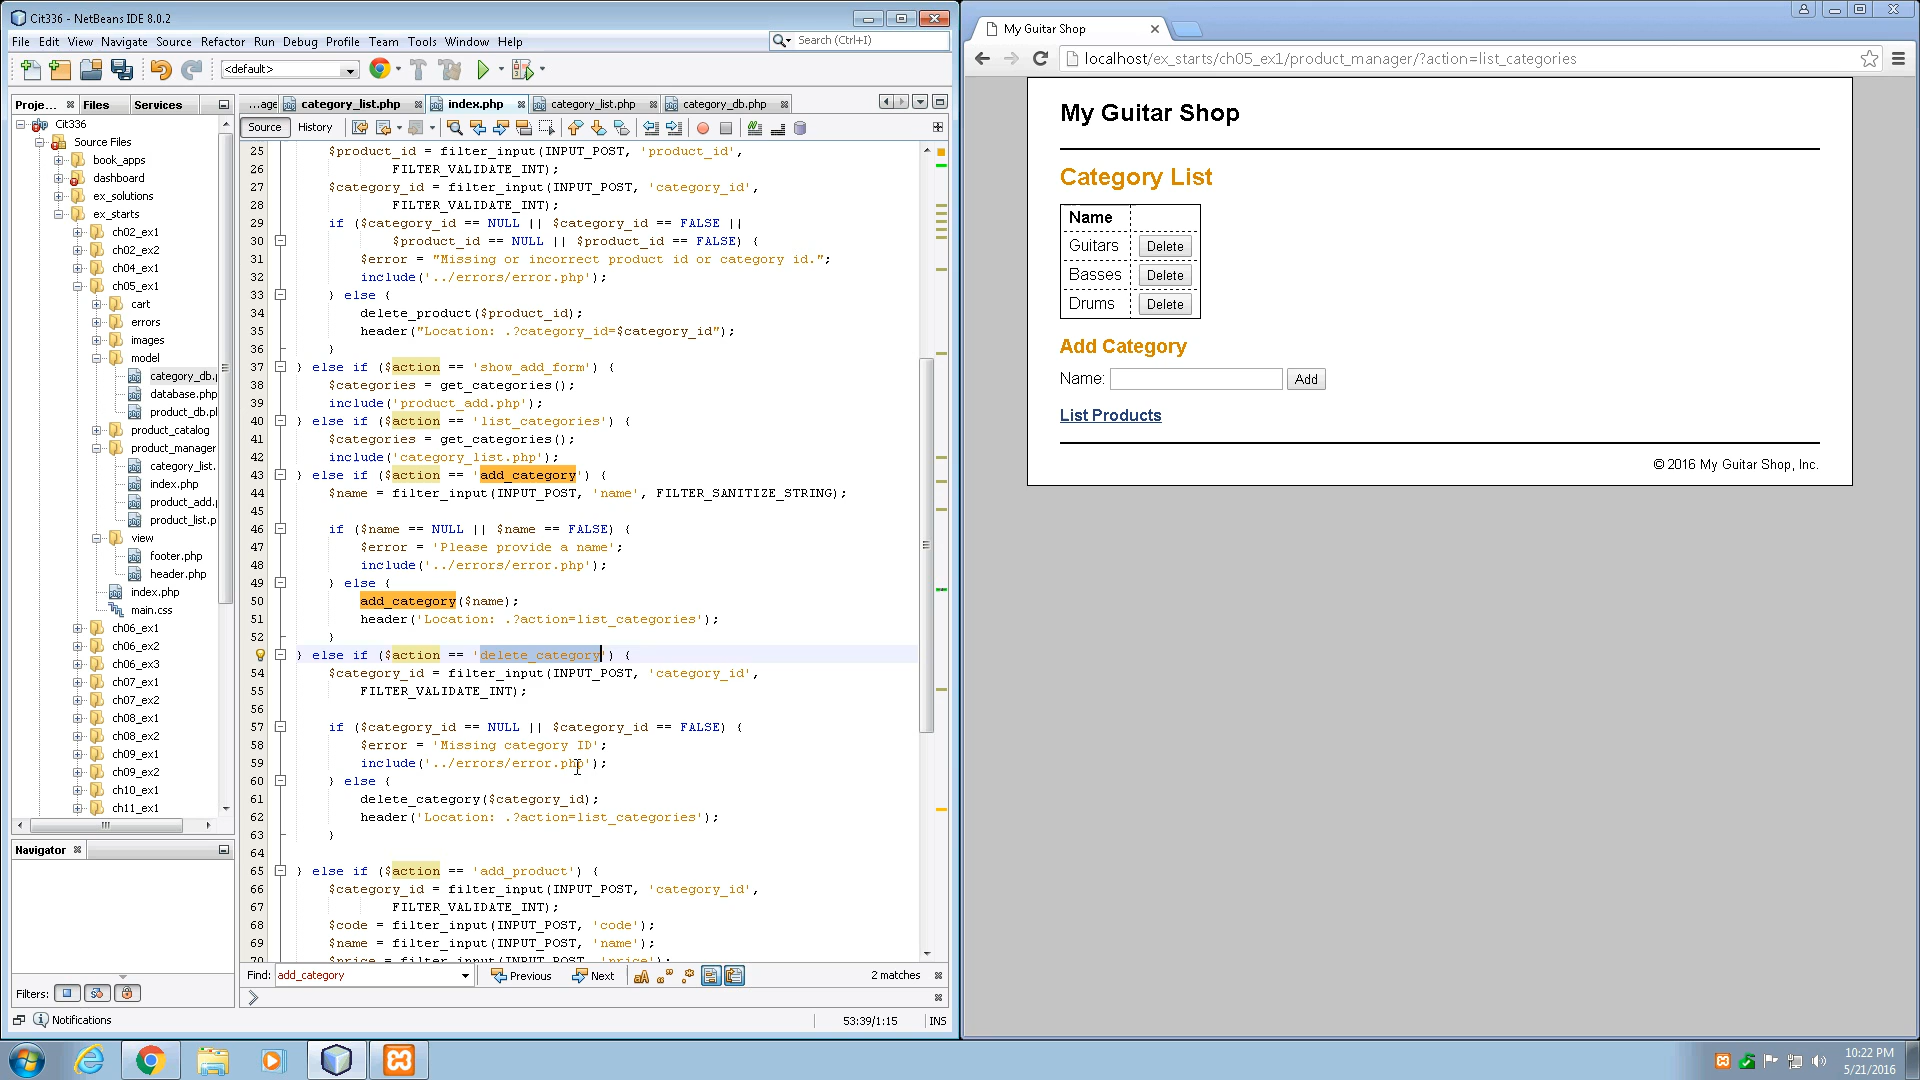 Cit336 - NetBeans IDE 8.0.2
File Edit View Navigate Source Refactor Run Debug Profile Team Tools Window Help
Search (Ctrl+I)
<default>
Proje... Files Services
...age category_list.php index.php category_list.php category_db.php
Source History
Cit336
Source Files
book_apps
dashboard
ex_solutions
ex_starts
ch02_ex1
ch02_ex2
ch04_ex1
ch05_ex1
cart
errors
images
model
category_db.p
database.php
product_db.pl
product_catalog
product_manager
category_list.
index.php
product_add.p
product_list.p
view
footer.php
header.php
index.php
main.css
ch06_ex1
ch06_ex2
ch06_ex3
ch07_ex1
ch07_ex2
ch08_ex1
ch08_ex2
ch09_ex1
ch09_ex2
ch10_ex1
ch11_ex1
Navigator
Filters:
Notifications
25 $product_id = filter_input(INPUT_POST, 'product_id',
26 FILTER_VALIDATE_INT);
27 $category_id = filter_input(INPUT_POST, 'category_id',
28 FILTER_VALIDATE_INT);
29 if ($category_id == NULL || $category_id == FALSE ||
30 $product_id == NULL || $product_id == FALSE) {
31 $error = "Missing or incorrect product id or category id.";
32 include('../errors/error.php');
33 } else {
34 delete_product($product_id);
35 header("Location: .?category_id=$category_id");
36 }
37 } else if ($action == 'show_add_form') {
38 $categories = get_categories();
39 include('product_add.php');
40 } else if ($action == 'list_categories') {
41 $categories = get_categories();
42 include('category_list.php');
43 } else if ($action == 'add_category') {
44 $name = filter_input(INPUT_POST, 'name', FILTER_SANITIZE_STRING);
45
46 if ($name == NULL || $name == FALSE) {
47 $error = 'Please provide a name';
48 include('../errors/error.php');
49 } else {
50 add_category($name);
51 header('Location: .?action=list_categories');
52 }
} else if ($action == 'delete_category') {
54 $category_id = filter_input(INPUT_POST, 'category_id',
55 FILTER_VALIDATE_INT);
56
57 if ($category_id == NULL || $category_id == FALSE) {
58 $error = 'Missing category ID';
59 include('../errors/error.php');
60 } else {
61 delete_category($category_id);
62 header('Location: .?action=list_categories');
63 }
64
65 } else if ($action == 'add_product') {
66 $category_id = filter_input(INPUT_POST, 'category_id',
67 FILTER_VALIDATE_INT);
68 $code = filter_input(INPUT_POST, 'code');
69 $name = filter_input(INPUT_POST, 'name');
70 $price = filter_input(INPUT_POST, 'price');
Find: add_category Previous Next 2 matches
53:39/1:15 INS
My Guitar Shop
localhost/ex_starts/ch05_ex1/product_manager/?action=list_categories
My Guitar Shop
Category List
Name
Guitars Delete
Basses Delete
Drums Delete
Add Category
Name: Add
List Products
© 2016 My Guitar Shop, Inc.
10:22 PM
5/21/2016